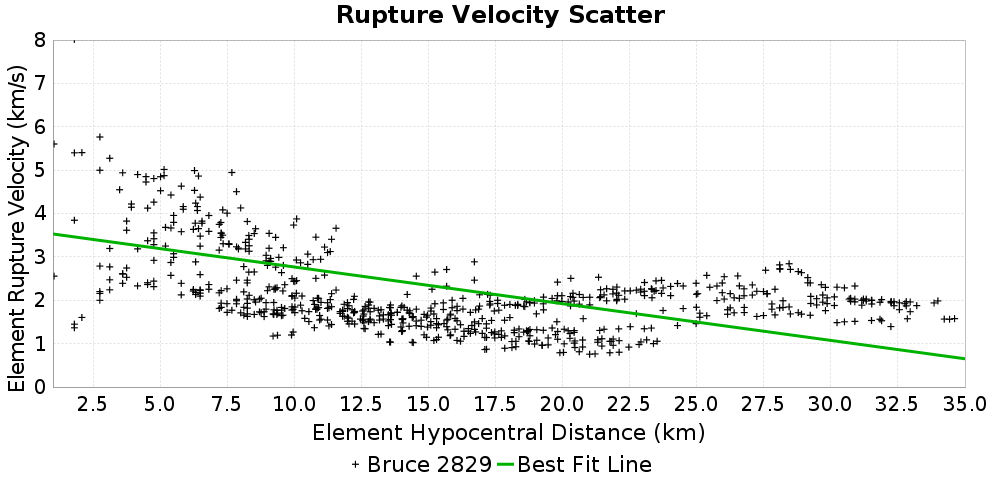 Rupture Velocity Scatter
Element Rupture Velocity (km/s)
8
7
6
5
4
3
2
1
0
2.5 5.0 7.5 10.0 12.5 15.0 17.5 20.0 22.5 25.0 27.5 30.0 32.5 35.0
Element Hypocentral Distance (km)
Bruce 2829 Best Fit Line